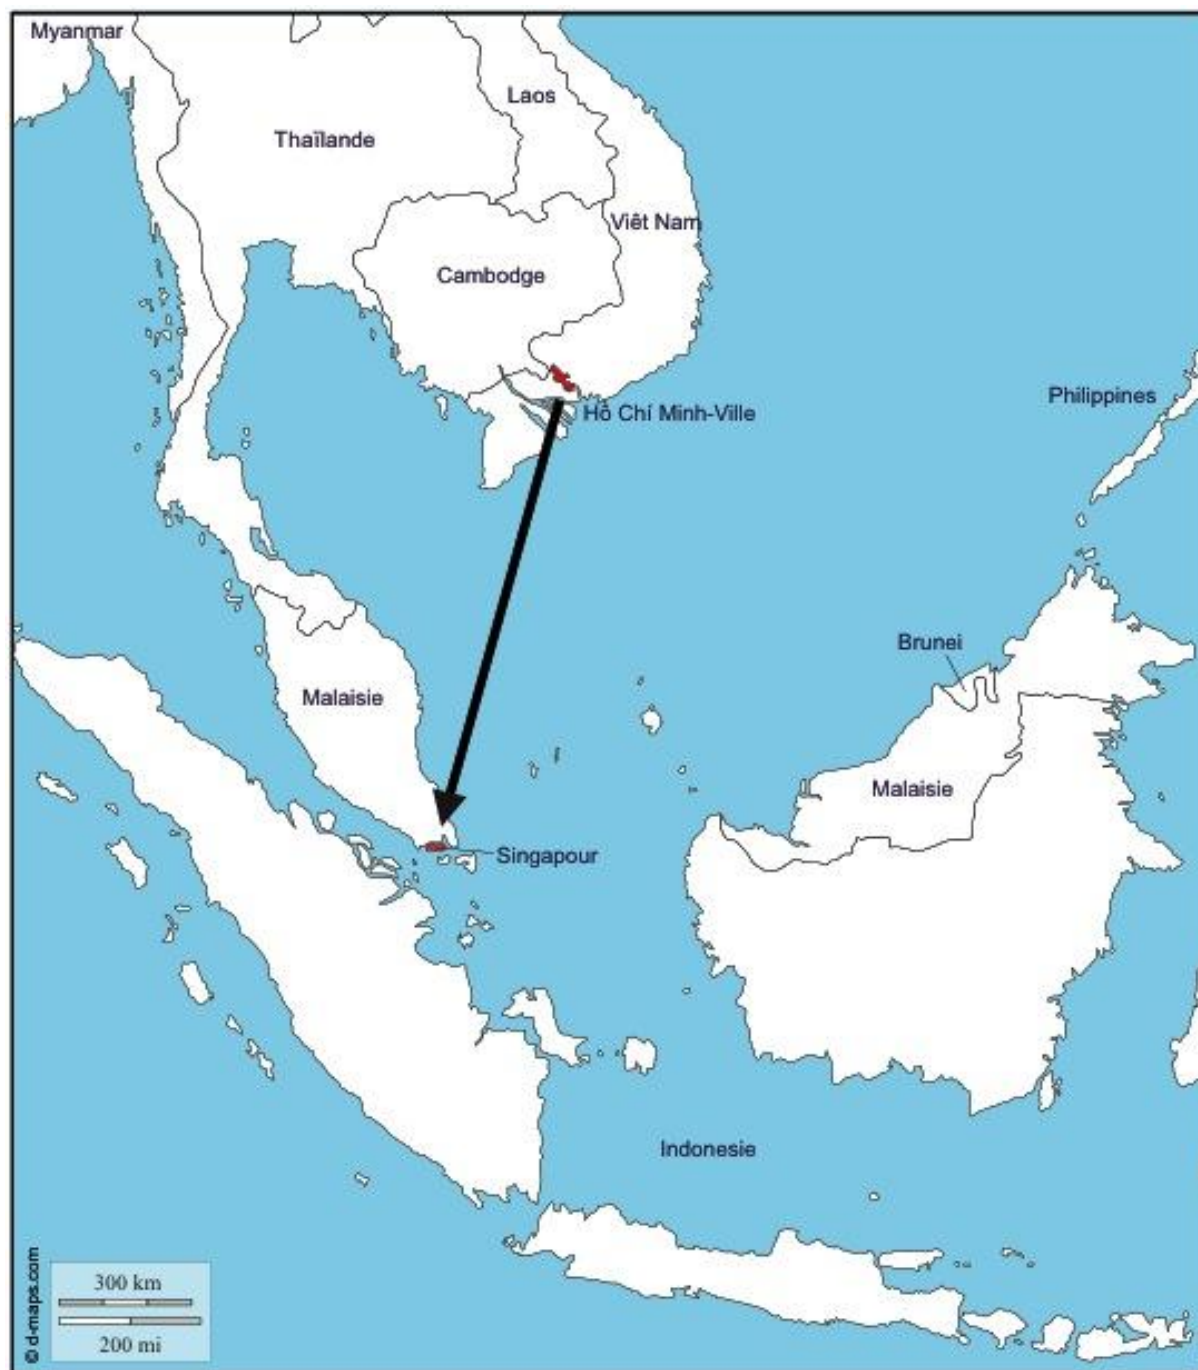 Myanmar
Laos
Thaïlande
Viêt Nam
Cambodge
Philippines
Hồ Chí Minh-Ville
Brunei
Malaisie
Malaisie
Singapour
Indonesie
300 km
200 mi
© d-maps.com